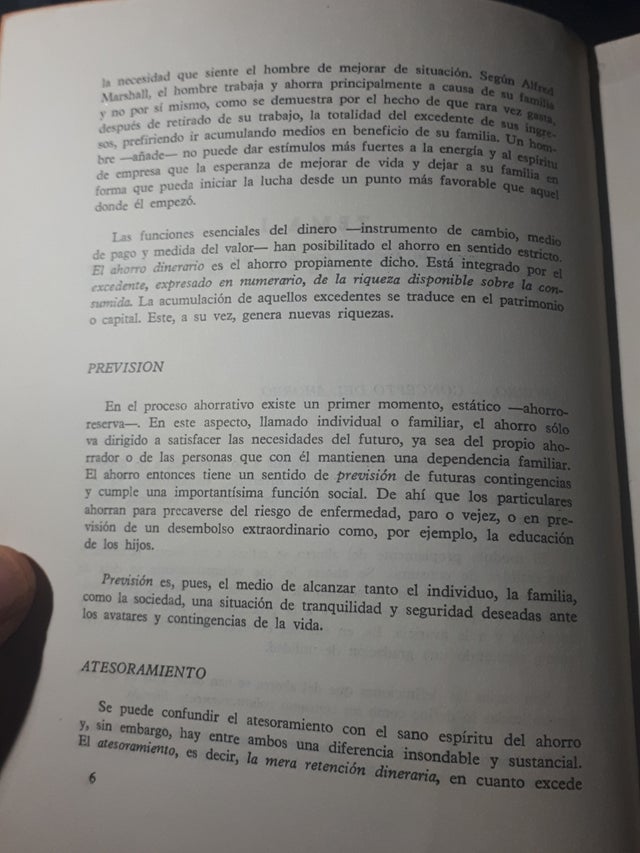 la necesidad que siente el hombre de mejorar de situación. Según Alfred
Marshall, el hombre trabaja y ahorra principalmente a causa de su familia
y no por sí mismo, como se demuestra por el hecho de que rara vez gasta,
después de retirado de su trabajo, la totalidad del excedente de sus ingre-
sos, prefiriendo ir acumulando medios en beneficio de su familia. Un hom-
bre —añade— no puede dar estímulos más fuertes a la energía y al espíritu
de empresa que la esperanza de mejorar de vida y dejar a su familia en
forma que pueda iniciar la lucha desde un punto más favorable que aquel
donde él empezó.
Las funciones esenciales del dinero —instrumento de cambio, medio
de pago y medida del valor— han posibilitado el ahorro en sentido estricto.
El ahorro dinerario es el ahorro propiamente dicho. Está integrado por el
excedente, expresado en numerario, de la riqueza disponible sobre la con-
sumida. La acumulación de aquellos excedentes se traduce en el patrimonio
o capital. Este, a su vez, genera nuevas riquezas.
PREVISION
En el proceso ahorrativo existe un primer momento, estático —ahorro-
reserva—. En este aspecto, llamado individual o familiar, el ahorro sólo
va dirigido a satisfacer las necesidades del futuro, ya sea del propio aho-
rrador o de las personas que con él mantienen una dependencia familiar.
El ahorro entonces tiene un sentido de previsión de futuras contingencias
y cumple una importantísima función social. De ahí que los particulares
ahorran para precaverse del riesgo de enfermedad, paro o vejez, o en pre-
visión de un desembolso extraordinario como, por ejemplo, la educación
de los hijos.
Previsión es, pues, el medio de alcanzar tanto el individuo, la familia,
como la sociedad, una situación de tranquilidad y seguridad deseadas ante
los avatares y contingencias de la vida.
ATESORAMIENTO
Se puede confundir el atesoramiento con el sano espíritu del ahorro
y, sin embargo, hay entre ambos una diferencia insondable y sustancial.
El atesoramiento, es decir, la mera retención dineraria, en cuanto excede
6